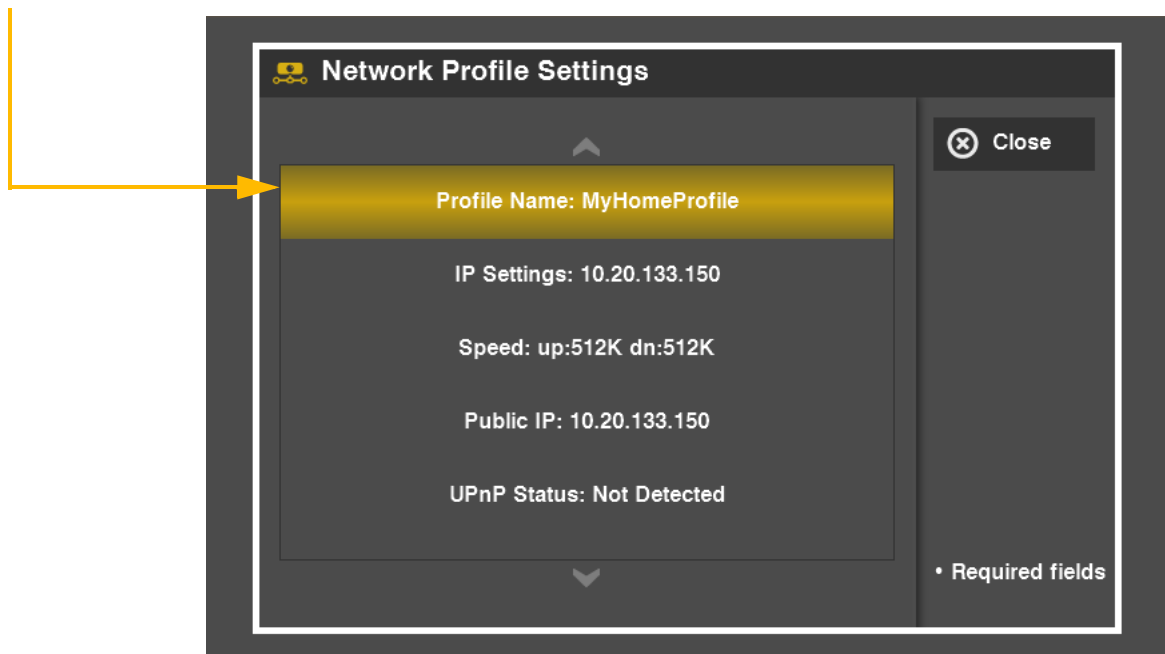 Network Profile Settings
Close
Profile Name: MyHomeProfile
IP Settings: 10.20.133.150
Speed: up:512K dn:512K
Public IP: 10.20.133.150
UPnP Status: Not Detected
• Required fields